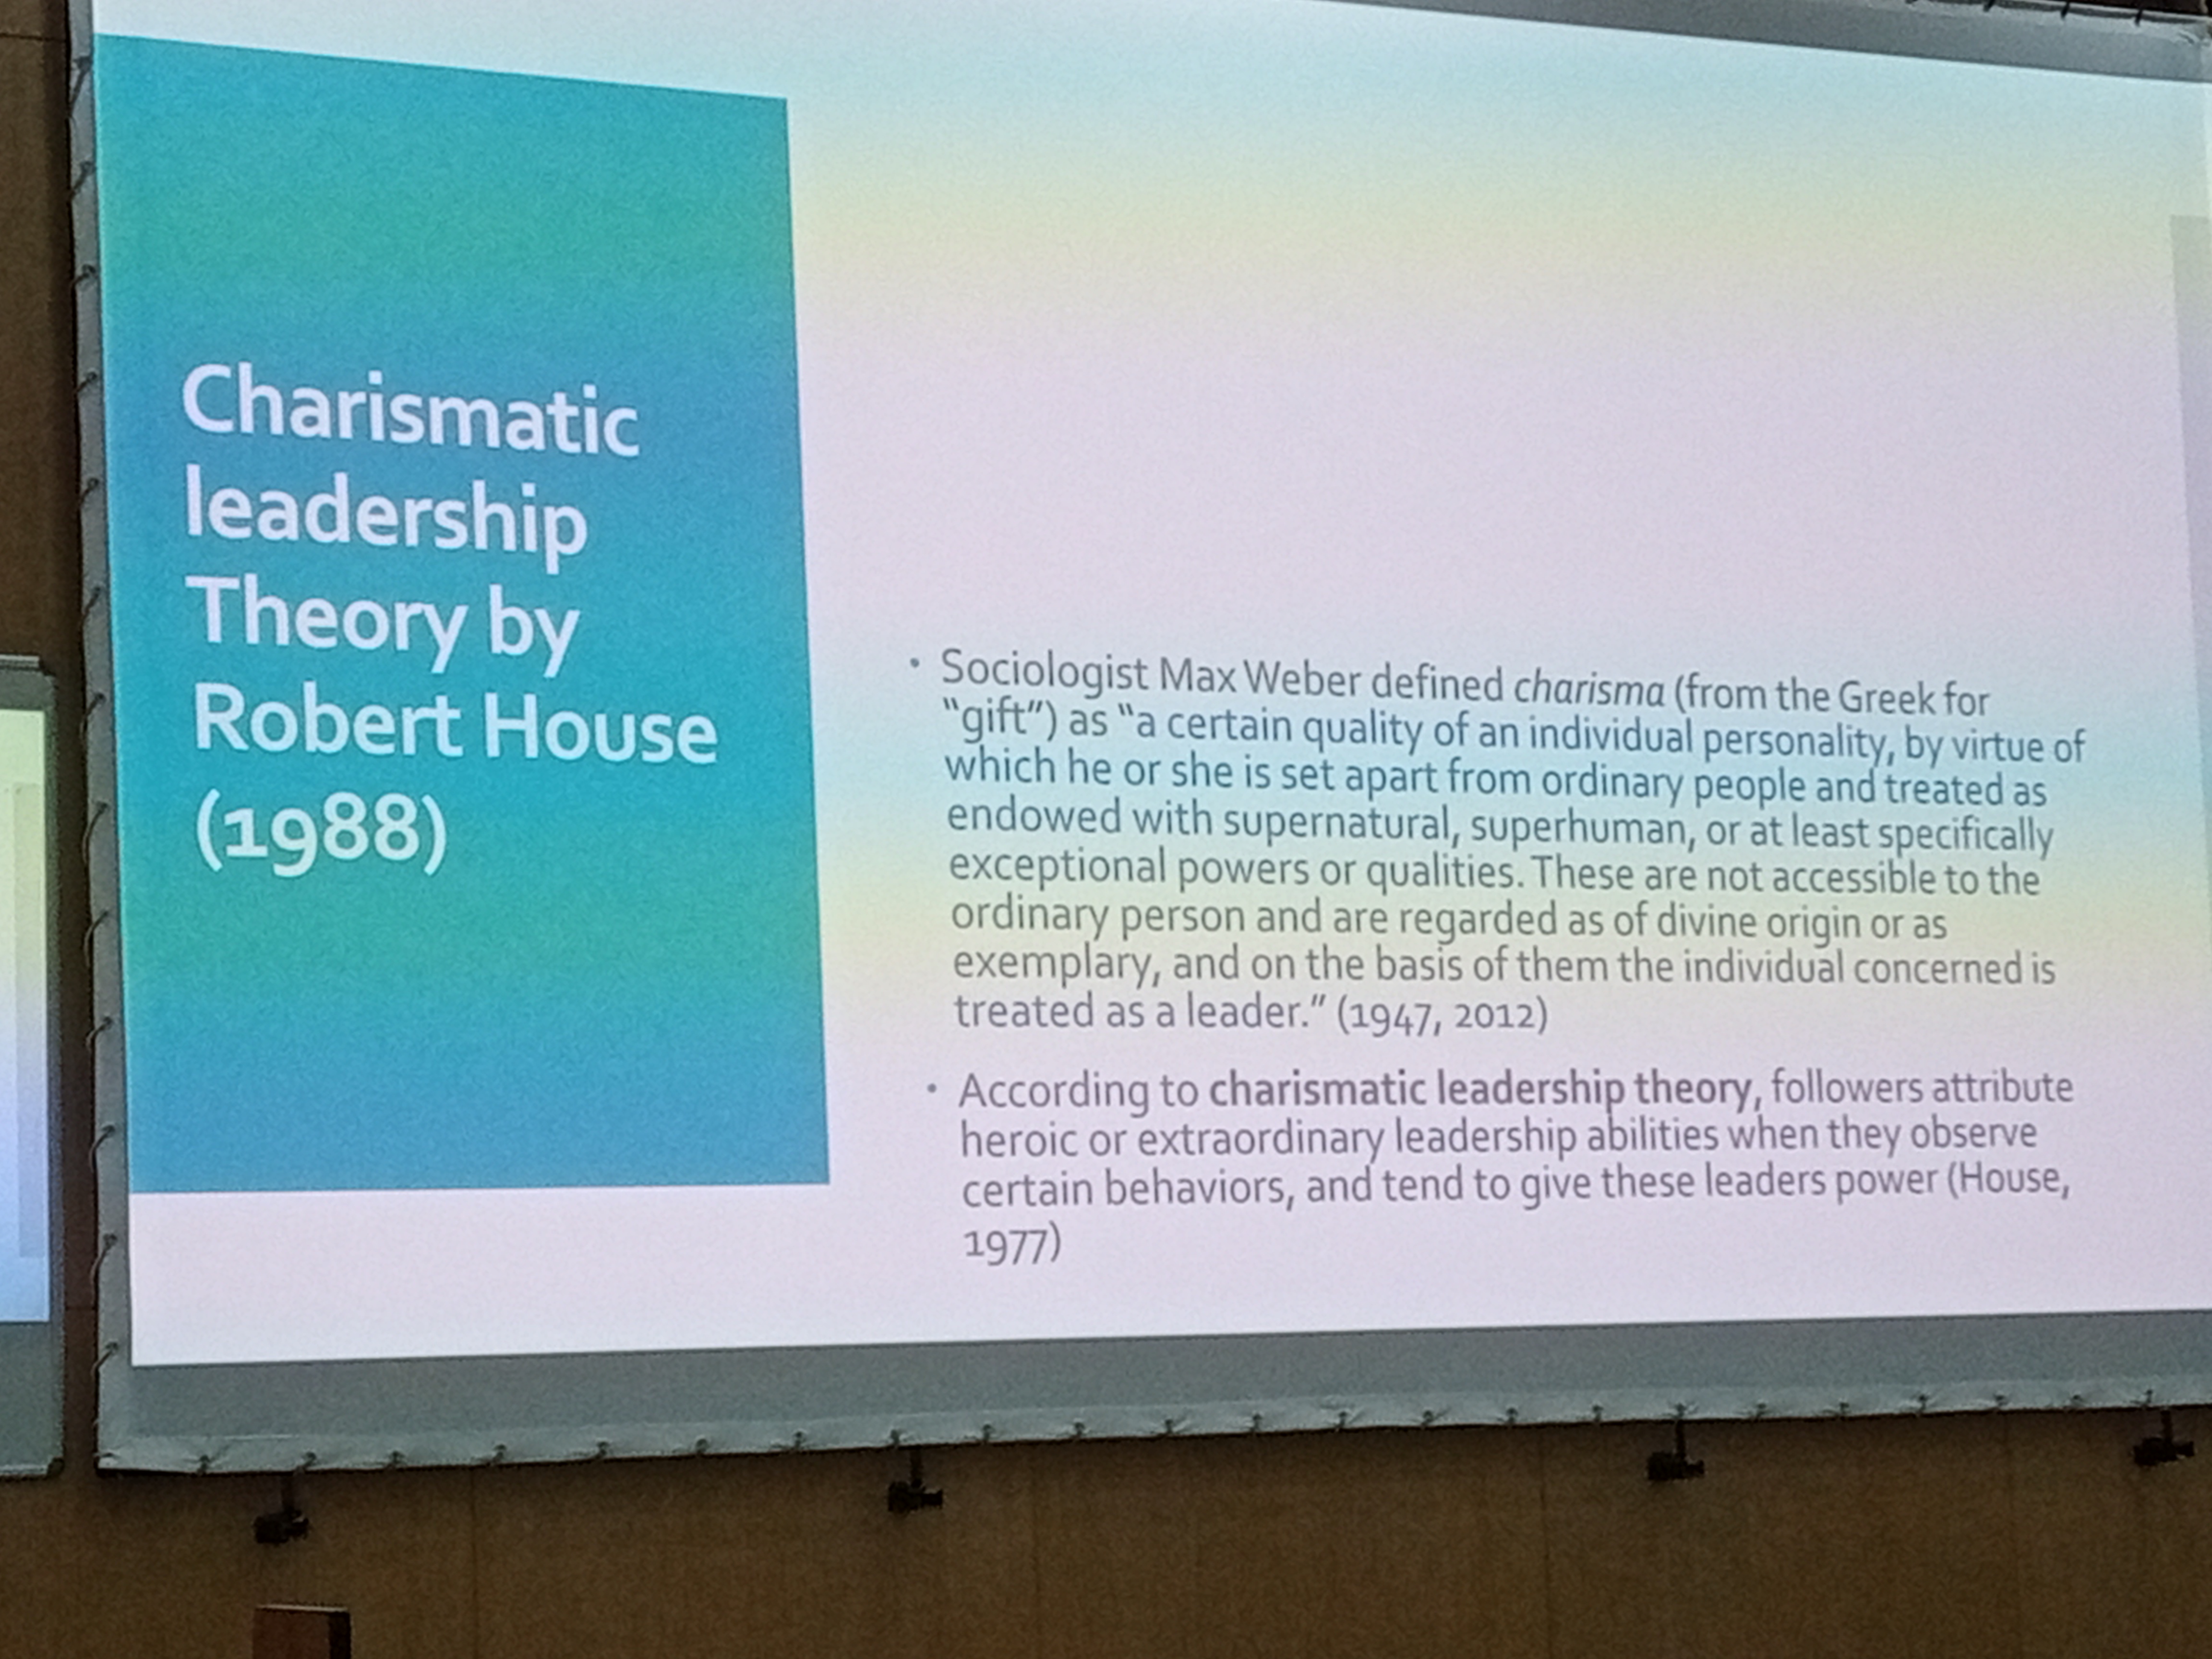 Charismatic
leadership
Theory by
Robert House
(1988)
• Sociologist Max Weber defined charisma (from the Greek for
“gift”) as “a certain quality of an individual personality, by virtue of
which he or she is set apart from ordinary people and treated as
endowed with supernatural, superhuman, or at least specifically
exceptional powers or qualities. These are not accessible to the
ordinary person and are regarded as of divine origin or as
exemplary, and on the basis of them the individual concerned is
treated as a leader.” (1947, 2012)
• According to charismatic leadership theory, followers attribute
heroic or extraordinary leadership abilities when they observe
certain behaviors, and tend to give these leaders power (House,
1977)